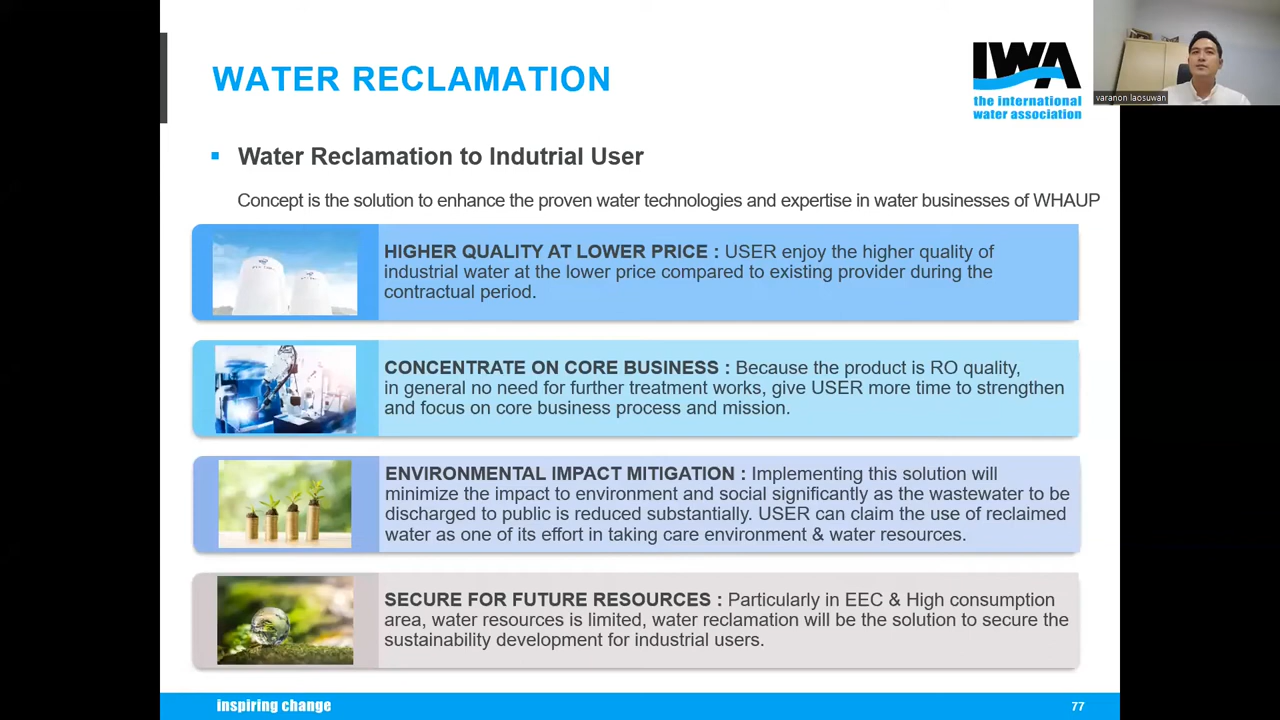 WATER RECLAMATION
IWA
the international
water association
varanon laosuwan
Water Reclamation to Indutrial User
Concept is the solution to enhance the proven water technologies and expertise in water businesses of WHAUP
HIGHER QUALITY AT LOWER PRICE : USER enjoy the higher quality of
industrial water at the lower price compared to existing provider during the
contractual period.
CONCENTRATE ON CORE BUSINESS : Because the product is RO quality,
in general no need for further treatment works, give USER more time to strengthen
and focus on core business process and mission.
ENVIRONMENTAL IMPACT MITIGATION : Implementing this solution will
minimize the impact to environment and social significantly as the wastewater to be
discharged to public is reduced substantially. USER can claim the use of reclaimed
water as one of its effort in taking care environment & water resources.
SECURE FOR FUTURE RESOURCES : Particularly in EEC & High consumption
area, water resources is limited, water reclamation will be the solution to secure the
sustainability development for industrial users.
inspiring change
77